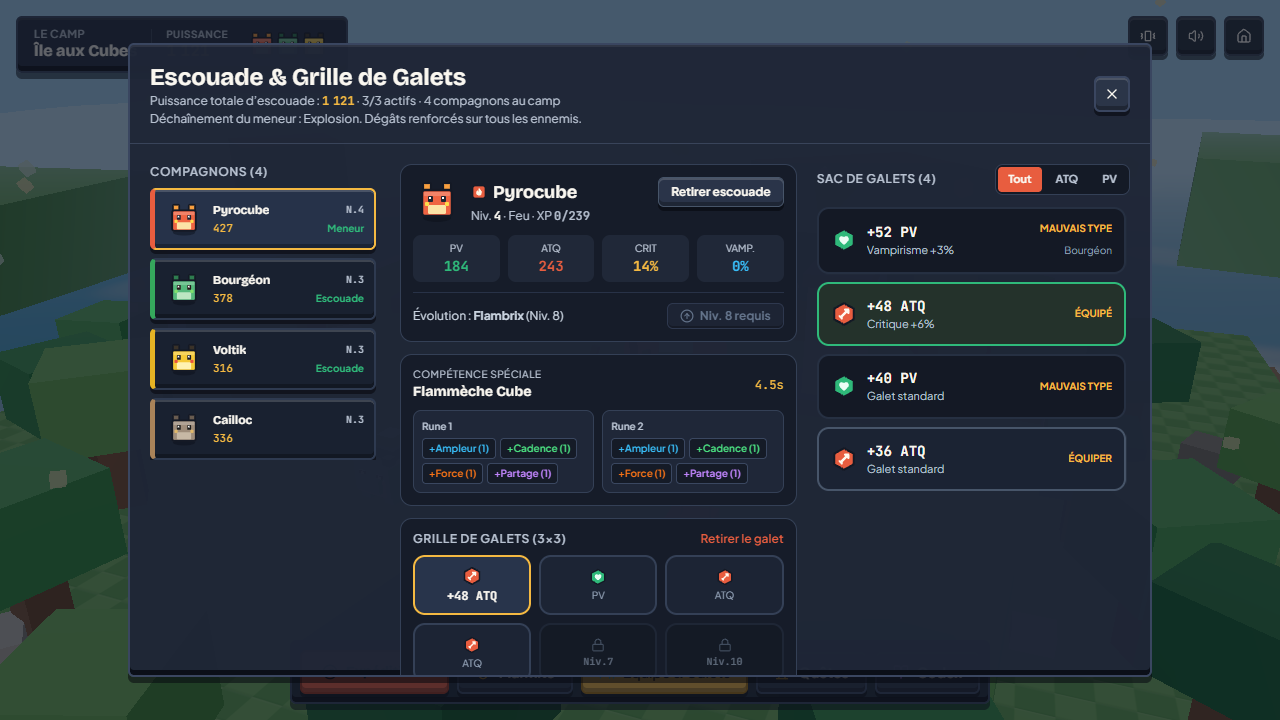 LE CAMP
Île aux Cube
PUISSANCE
Escouade & Grille de Galets
Puissance totale d'escouade : 1 121 · 3/3 actifs · 4 compagnons au camp
Déchaînement du meneur : Explosion. Dégâts renforcés sur tous les ennemis.
COMPAGNONS (4)
Pyrocube N.4
427 Meneur
Bourgéon N.3
378 Escouade
Voltik N.3
316 Escouade
Cailloc N.3
336
Pyrocube
Retirer escouade
Niv. 4 · Feu · XP 0/239
PV ATQ CRIT VAMP.
184 243 14% 0%
Évolution : Flambrix (Niv. 8)
Niv. 8 requis
COMPÉTENCE SPÉCIALE
Flammèche Cube
4.5s
Rune 1
+Ampleur (1) +Cadence (1)
+Force (1) +Partage (1)
Rune 2
+Ampleur (1) +Cadence (1)
+Force (1) +Partage (1)
GRILLE DE GALETS (3×3) Retirer le galet
+48 ATQ PV ATQ
ATQ Niv.7 Niv.10
SAC DE GALETS (4)
Tout ATQ PV
+52 PV MAUVAIS TYPE
Vampirisme +3% Bourgéon
+48 ATQ ÉQUIPÉ
Critique +6%
+40 PV MAUVAIS TYPE
Galet standard
+36 ATQ ÉQUIPER
Galet standard